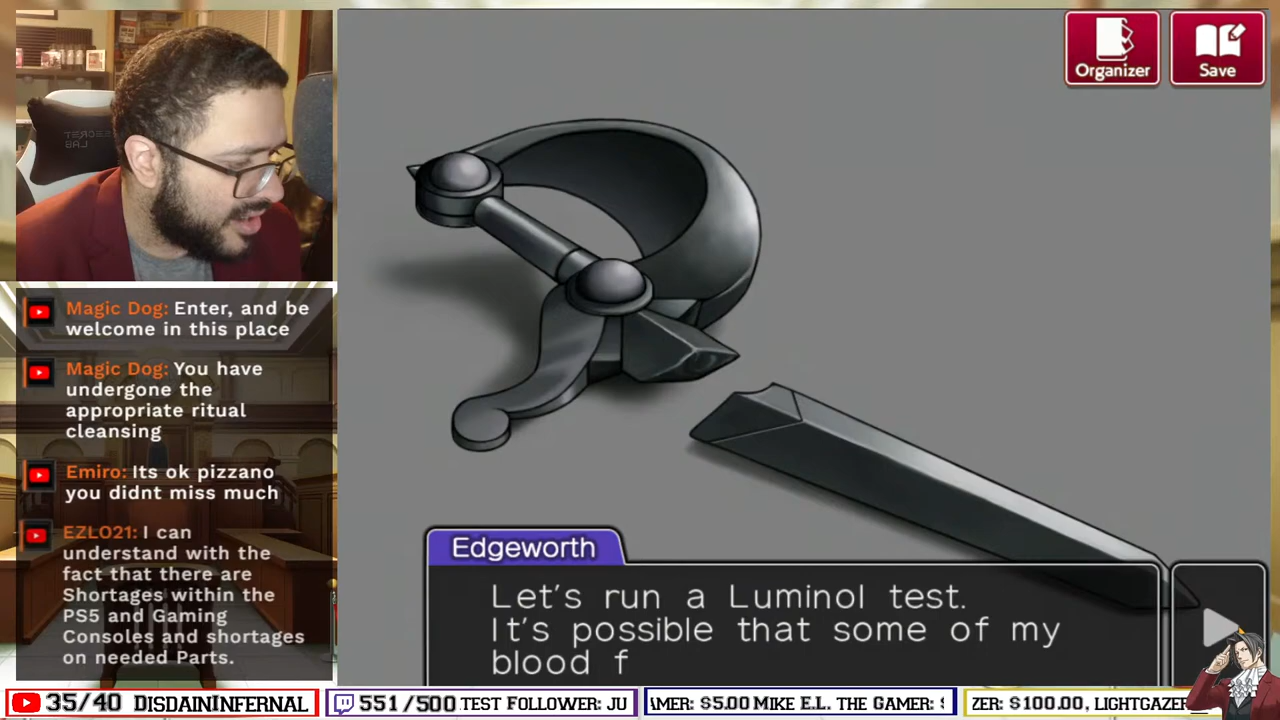 Organizer
Save
Magic Dog: Enter, and be
welcome in this place
Magic Dog: You have
undergone the
appropriate ritual
cleansing
Emiro: Its ok pizzano
you didnt miss much
EZLO21: I can
understand with the
fact that there are
Shortages within the
PS5 and Gaming
Consoles and shortages
on needed Parts.
Edgeworth
Let's run a Luminol test.
It's possible that some of my
blood f
35/40 DisdainInfernal
551/500 test Follower: Ju
amer: $5.00 Mike E.L. the Gamer: $
zer: $100.00, lightgazer